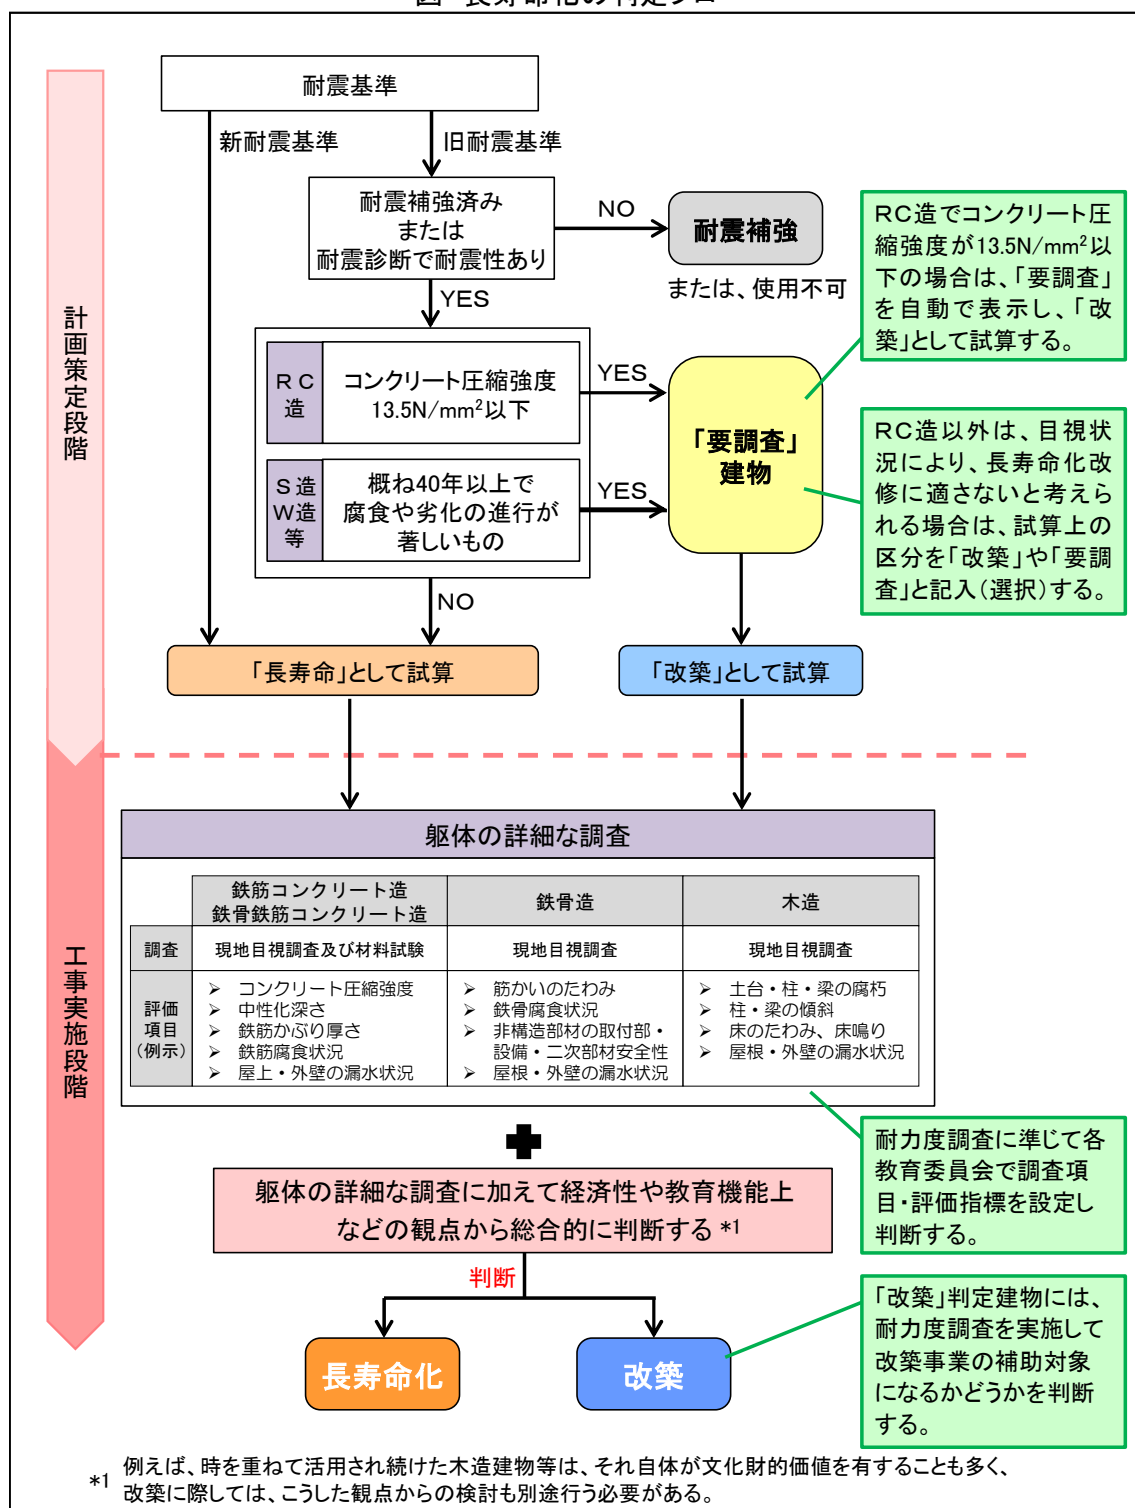 図 長寿命化の判定フロー
耐震基準
新耐震基準
旧耐震基準
耐震補強済み
または
耐震診断で耐震性あり
NO
耐震補強
または、使用不可
YES
RC造でコンクリート圧
縮強度が13.5N/mm²以
下の場合は、「要調査」
を自動で表示し、「改
築」として試算する。
計画策定段階
RC
造
コンクリート圧縮強度
13.5N/mm²以下
YES
S造
W造
等
概ね40年以上で
腐食や劣化の進行が
著しいもの
YES
「要調査」
建物
RC造以外は、目視状
況により、長寿命化改
修に適さないと考えら
れる場合は、試算上の
区分を「改築」や「要調
査」と記入(選択)する。
NO
「長寿命」として試算
「改築」として試算
工事実施段階
躯体の詳細な調査
鉄筋コンクリート造
鉄骨鉄筋コンクリート造
鉄骨造
木造
調査
現地目視調査及び材料試験
現地目視調査
現地目視調査
評価
項目
(例示)
➢ コンクリート圧縮強度
➢ 中性化深さ
➢ 鉄筋かぶり厚さ
➢ 鉄筋腐食状況
➢ 屋上・外壁の漏水状況
➢ 筋かいのたわみ
➢ 鉄骨腐食状況
➢ 非構造部材の取付部・
設備・二次部材安全性
➢ 屋根・外壁の漏水状況
➢ 土台・柱・梁の腐朽
➢ 柱・梁の傾斜
➢ 床のたわみ、床鳴り
➢ 屋根・外壁の漏水状況
耐力度調査に準じて各
教育委員会で調査項
目・評価指標を設定し
判断する。
躯体の詳細な調査に加えて経済性や教育機能上
などの観点から総合的に判断する *1
判断
長寿命化
改築
「改築」判定建物には、
耐力度調査を実施して
改築事業の補助対象
になるかどうかを判断
する。
*1 例えば、時を重ねて活用され続けた木造建物等は、それ自体が文化財的価値を有することも多く、
改築に際しては、こうした観点からの検討も別途行う必要がある。